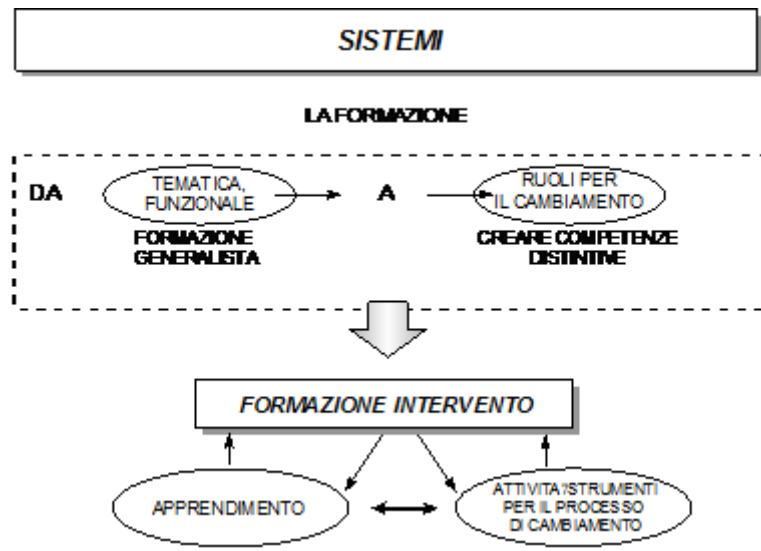 SISTEMI
LA FORMAZIONE
DA
TEMATICA,
FUNZIONALE
A
RUOLI PER
IL CAMBIAMENTO
FORMAZIONE
GENERALISTA
CREARE COMPETENZE
DISTINTIVE
FORMAZIONE INTERVENTO
APPRENDIMENTO
ATTIVITA'/STRUMENTI
PER IL PROCESSO
DI CAMBIAMENTO